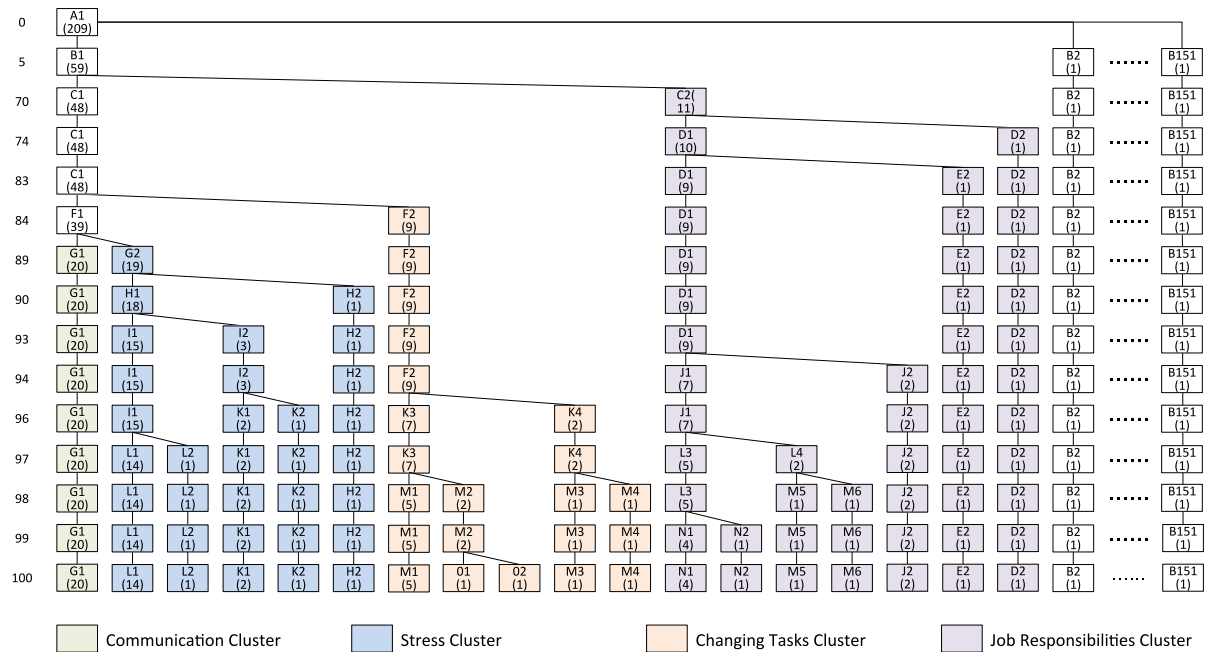 0 A1
(209)
5 B1 B2 ...... B151
(59) (1) (1)
70 C1 C2( B2 ...... B151
(48) 11) (1) (1)
74 C1 D1 D2 B2 ...... B151
(48) (10) (1) (1) (1)
83 C1 D1 E2 D2 B2 ...... B151
(48) (9) (1) (1) (1) (1)
84 F1 F2 D1 E2 D2 B2 ...... B151
(39) (9) (9) (1) (1) (1) (1)
89 G1 G2 F2 D1 E2 D2 B2 ...... B151
(20) (19) (9) (9) (1) (1) (1) (1)
90 G1 H1 H2 F2 D1 E2 D2 B2 ...... B151
(20) (18) (1) (9) (9) (1) (1) (1) (1)
93 G1 I1 I2 H2 F2 D1 E2 D2 B2 ...... B151
(20) (15) (3) (1) (9) (9) (1) (1) (1) (1)
94 G1 I1 I2 H2 F2 J1 J2 E2 D2 B2 ...... B151
(20) (15) (3) (1) (9) (7) (2) (1) (1) (1) (1)
96 G1 I1 K1 K2 H2 K3 K4 J1 J2 E2 D2 B2 ...... B151
(20) (15) (2) (1) (1) (7) (2) (7) (2) (1) (1) (1) (1)
97 G1 L1 L2 K1 K2 H2 K3 K4 L3 L4 J2 E2 D2 B2 ...... B151
(20) (14) (1) (2) (1) (1) (7) (2) (5) (2) (2) (1) (1) (1) (1)
98 G1 L1 L2 K1 K2 H2 M1 M2 M3 M4 L3 M5 M6 J2 E2 D2 B2 ...... B151
(20) (14) (1) (2) (1) (1) (5) (2) (1) (1) (5) (1) (1) (2) (1) (1) (1) (1)
99 G1 L1 L2 K1 K2 H2 M1 M2 M3 M4 N1 N2 M5 M6 J2 E2 D2 B2 ...... B151
(20) (14) (1) (2) (1) (1) (5) (2) (1) (1) (4) (1) (1) (1) (2) (1) (1) (1) (1)
100 G1 L1 L2 K1 K2 H2 M1 01 02 M3 M4 N1 N2 M5 M6 J2 E2 D2 B2 ...... B151
(20) (14) (1) (2) (1) (1) (5) (1) (1) (1) (1) (4) (1) (1) (1) (2) (1) (1) (1) (1)
Communication Cluster Stress Cluster Changing Tasks Cluster Job Responsibilities Cluster